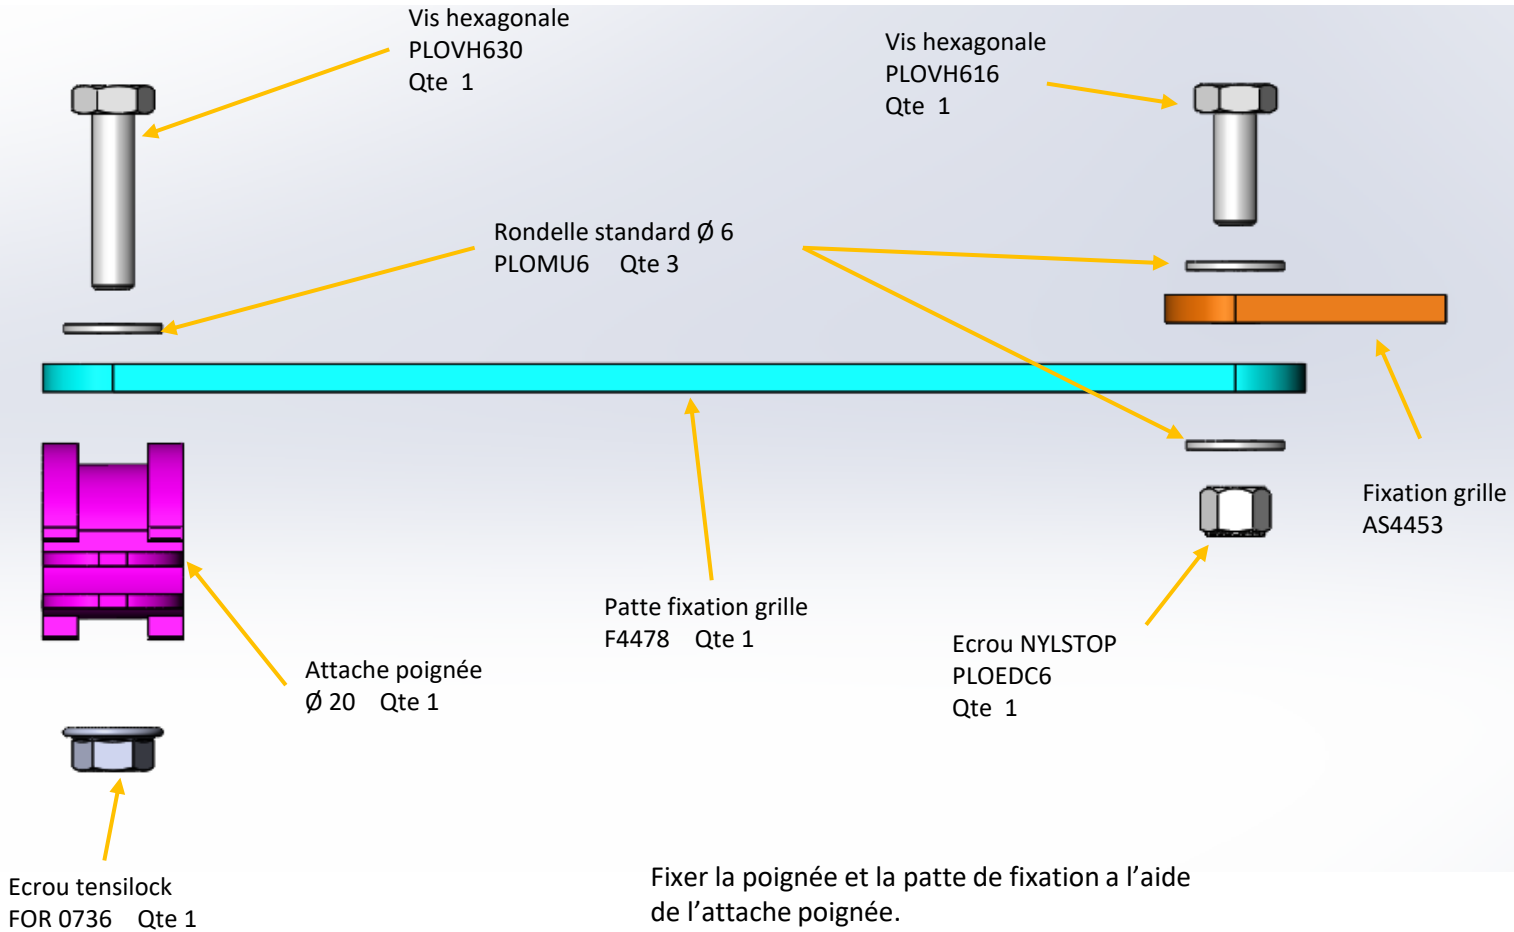 Vis hexagonale
PLOVH630
Qte 1
Vis hexagonale
PLOVH616
Qte 1
Rondelle standard Ø 6
PLOMU6 Qte 3
Fixation grille
AS4453
Patte fixation grille
F4478 Qte 1
Ecrou NYLSTOP
PLOEDC6
Qte 1
Attache poignée
Ø 20 Qte 1
Ecrou tensilock
FOR 0736 Qte 1
Fixer la poignée et la patte de fixation a l’aide
de l’attache poignée.